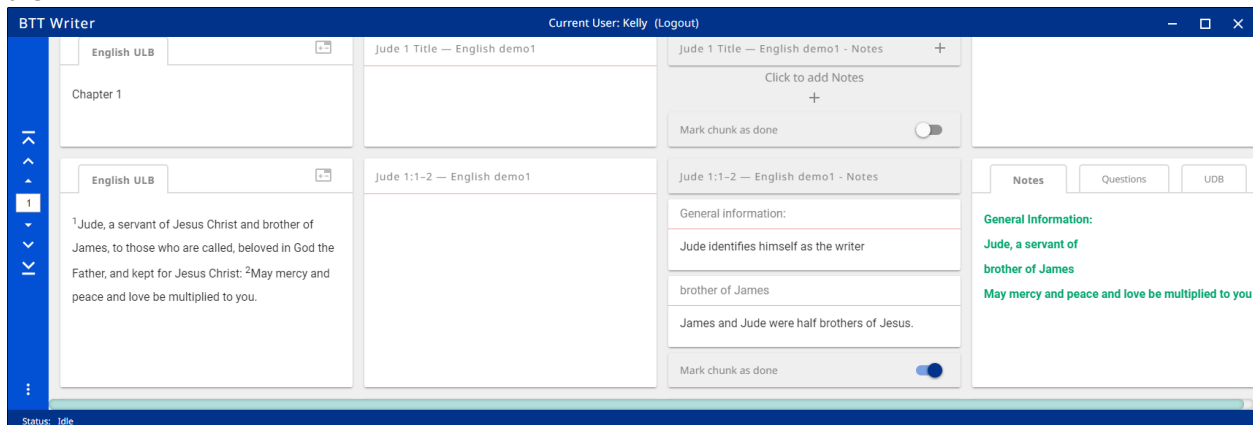 BTT Writer
Current User: Kelly (Logout)
English ULB
Jude 1 Title — English demo1
Jude 1 Title — English demo1 - Notes
Chapter 1
Click to add Notes
Mark chunk as done
English ULB
Jude 1:1–2 — English demo1
Jude 1:1–2 — English demo1 - Notes
Notes
Questions
UDB
1
1Jude, a servant of Jesus Christ and brother of
James, to those who are called, beloved in God the
Father, and kept for Jesus Christ: 2May mercy and
peace and love be multiplied to you.
General information:
Jude identifies himself as the writer
brother of James
James and Jude were half brothers of Jesus.
Mark chunk as done
General Information:
Jude, a servant of
brother of James
May mercy and peace and love be multiplied to you
Status: Idle